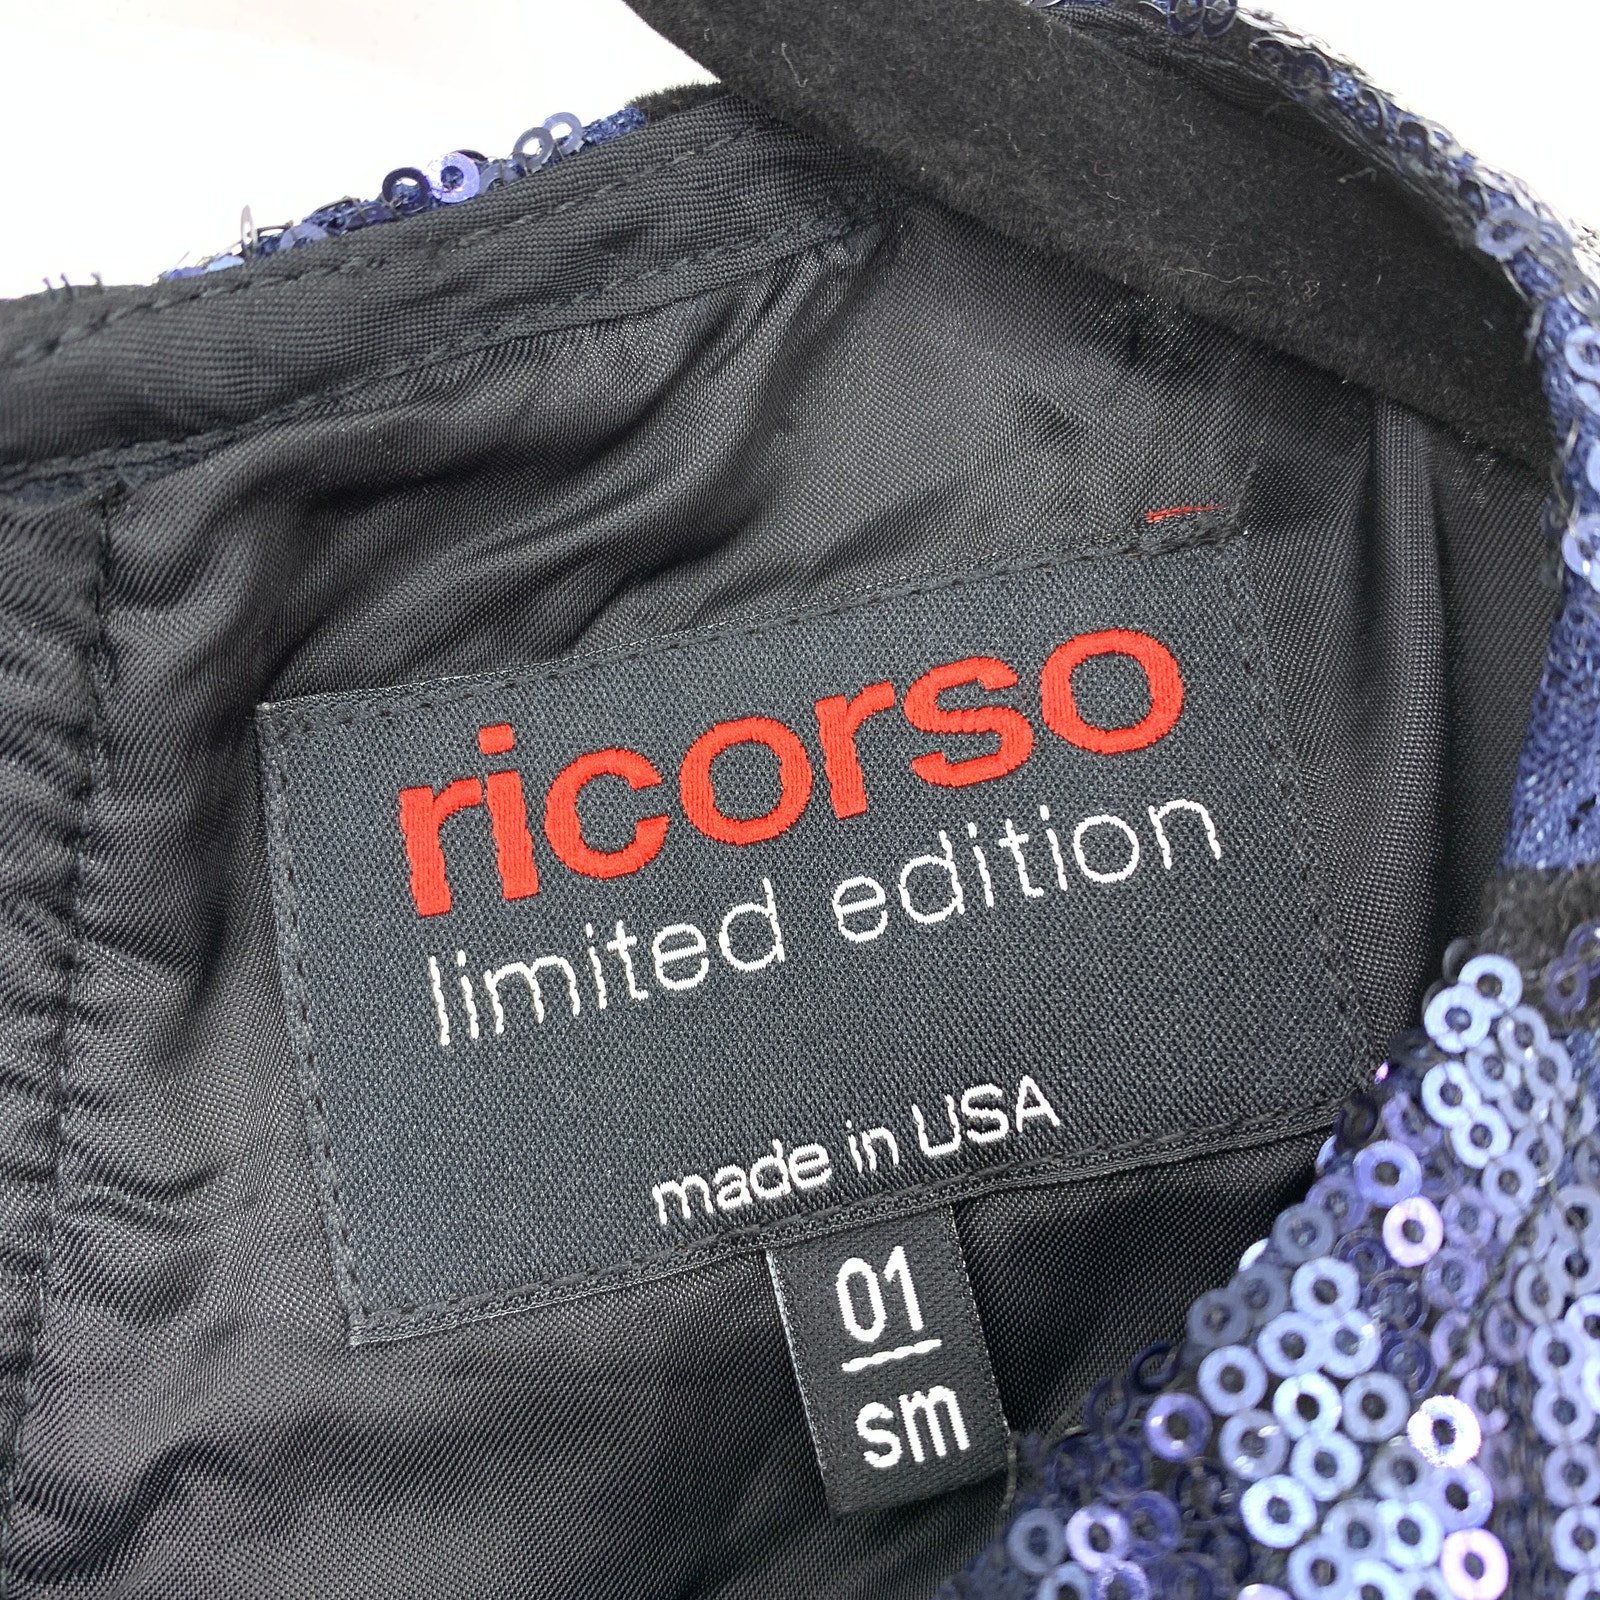 ricorso
limited edition
made in USA
01
sm